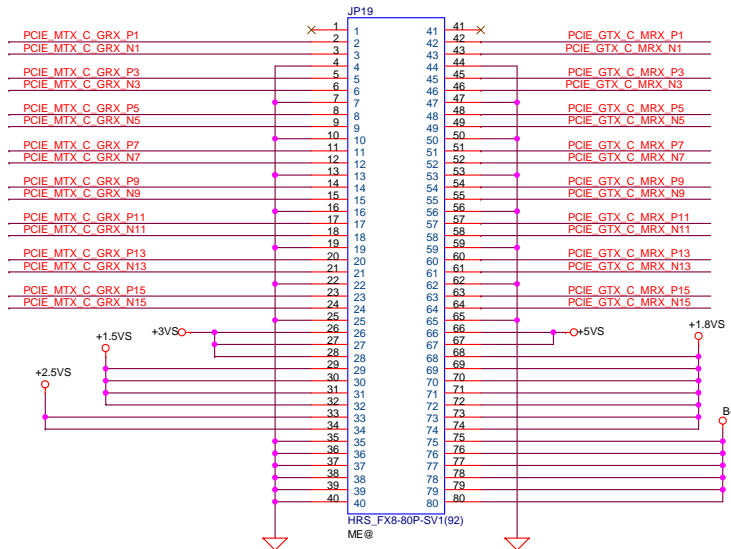 JP19
1 1 41 41
PCIE_MTX_C_GRX_P1 2 2 42 42 PCIE_GTX_C_MRX_P1
PCIE_MTX_C_GRX_N1 3 3 43 43 PCIE_GTX_C_MRX_N1
4 4 44 44
PCIE_MTX_C_GRX_P3 5 5 45 45 PCIE_GTX_C_MRX_P3
PCIE_MTX_C_GRX_N3 6 6 46 46 PCIE_GTX_C_MRX_N3
7 7 47 47
PCIE_MTX_C_GRX_P5 8 8 48 48 PCIE_GTX_C_MRX_P5
PCIE_MTX_C_GRX_N5 9 9 49 49 PCIE_GTX_C_MRX_N5
10 10 50 50
PCIE_MTX_C_GRX_P7 11 11 51 51 PCIE_GTX_C_MRX_P7
PCIE_MTX_C_GRX_N7 12 12 52 52 PCIE_GTX_C_MRX_N7
13 13 53 53
PCIE_MTX_C_GRX_P9 14 14 54 54 PCIE_GTX_C_MRX_P9
PCIE_MTX_C_GRX_N9 15 15 55 55 PCIE_GTX_C_MRX_N9
16 16 56 56
PCIE_MTX_C_GRX_P11 17 17 57 57 PCIE_GTX_C_MRX_P11
PCIE_MTX_C_GRX_N11 18 18 58 58 PCIE_GTX_C_MRX_N11
19 19 59 59
PCIE_MTX_C_GRX_P13 20 20 60 60 PCIE_GTX_C_MRX_P13
PCIE_MTX_C_GRX_N13 21 21 61 61 PCIE_GTX_C_MRX_N13
22 22 62 62
PCIE_MTX_C_GRX_P15 23 23 63 63 PCIE_GTX_C_MRX_P15
PCIE_MTX_C_GRX_N15 24 24 64 64 PCIE_GTX_C_MRX_N15
25 25 65 65
+3VS 26 26 66 66 +5VS +1.8VS
+1.5VS 27 27 67 67
28 28 68 68
29 29 69 69
+2.5VS 30 30 70 70
31 31 71 71
32 32 72 72
33 33 73 73 B
34 34 74 74
35 35 75 75
36 36 76 76
37 37 77 77
38 38 78 78
39 39 79 79
40 40 80 80
HRS_FX8-80P-SV1(92)
ME@